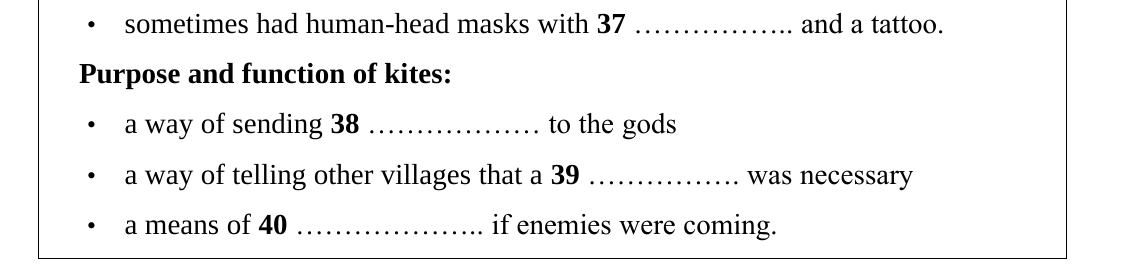 • sometimes had human-head masks with 37 …………….. and a tattoo.
Purpose and function of kites:
• a way of sending 38 ……………… to the gods
• a way of telling other villages that a 39 ……………. was necessary
• a means of 40 ……………….. if enemies were coming.